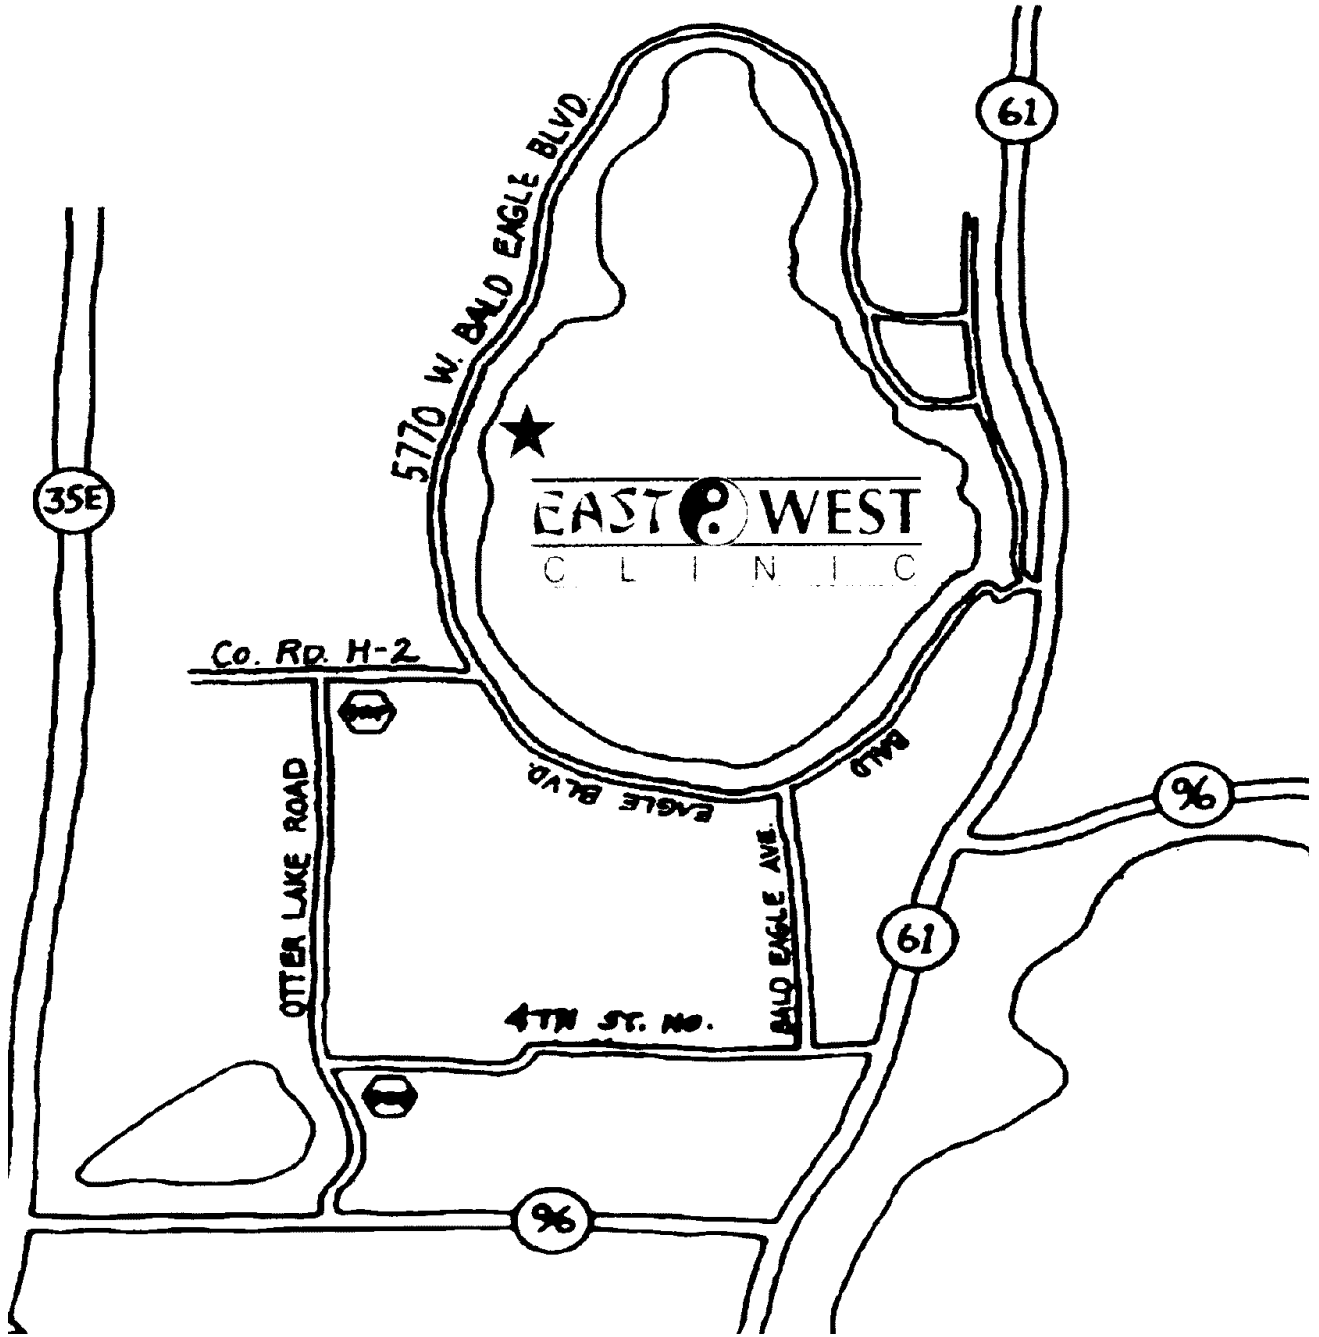 61
5770 W. BALD EAGLE BLVD.
35E
EAST WEST
CLINIC
CO. RD. H-2
BALD
EAGLE BLVD.
96
OTTER LAKE ROAD
BALD EAGLE AVE.
61
4TH ST. NO.
96